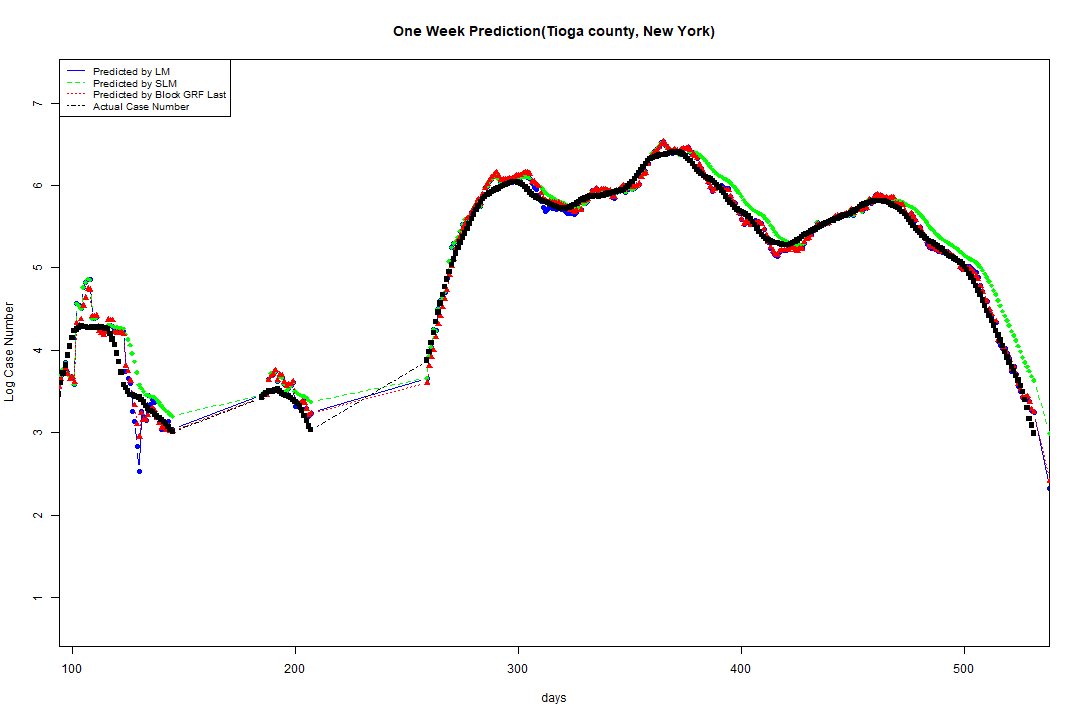 One Week Prediction(Tioga county, New York)
Predicted by LM
Predicted by SLM
Predicted by Block GRF Last
Actual Case Number
7
6
5
4
3
2
1
Log Case Number
100 200 300 400 500
days